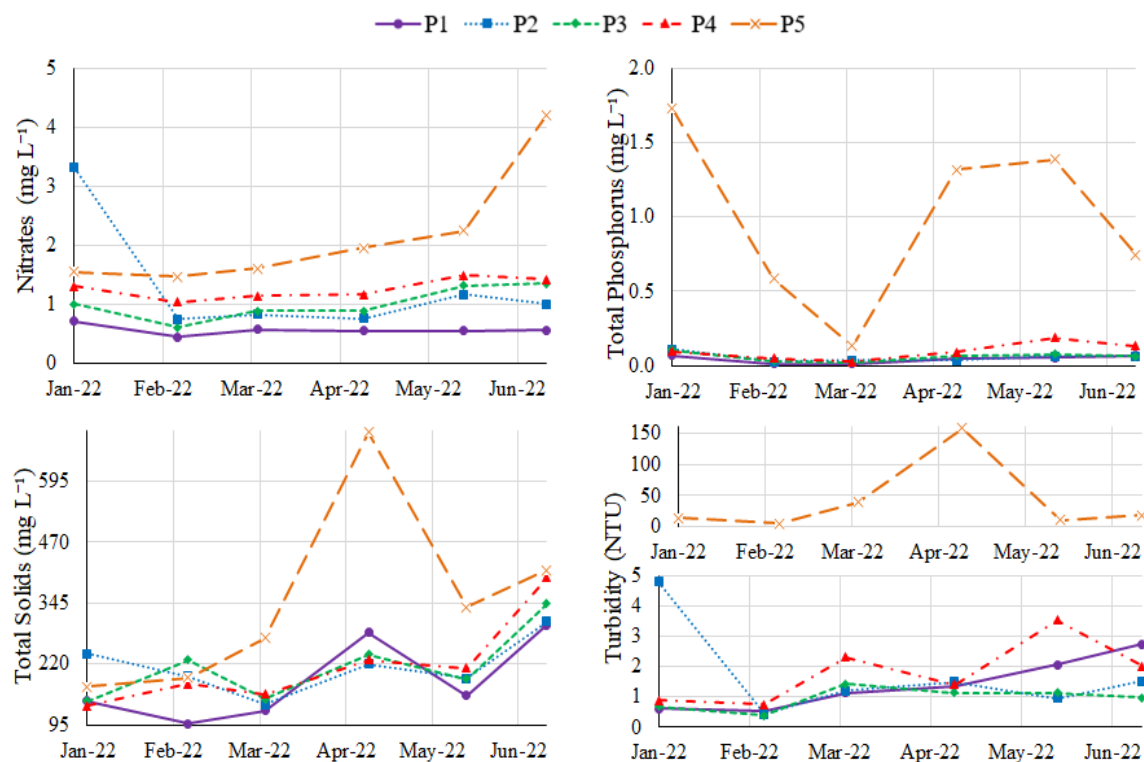 P1 P2 P3 P4 P5
Nitrates (mg L⁻¹)
5
4
3
2
1
0
Jan-22 Feb-22 Mar-22 Apr-22 May-22 Jun-22
Total Phosphorus (mg L⁻¹)
2.0
1.5
1.0
0.5
0.0
Jan-22 Feb-22 Mar-22 Apr-22 May-22 Jun-22
Total Solids (mg L⁻¹)
595
470
345
220
95
Jan-22 Feb-22 Mar-22 Apr-22 May-22 Jun-22
Turbidity (NTU)
150
100
50
0
Jan-22 Feb-22 Mar-22 Apr-22 May-22 Jun-22
5
4
3
2
1
0
Jan-22 Feb-22 Mar-22 Apr-22 May-22 Jun-22